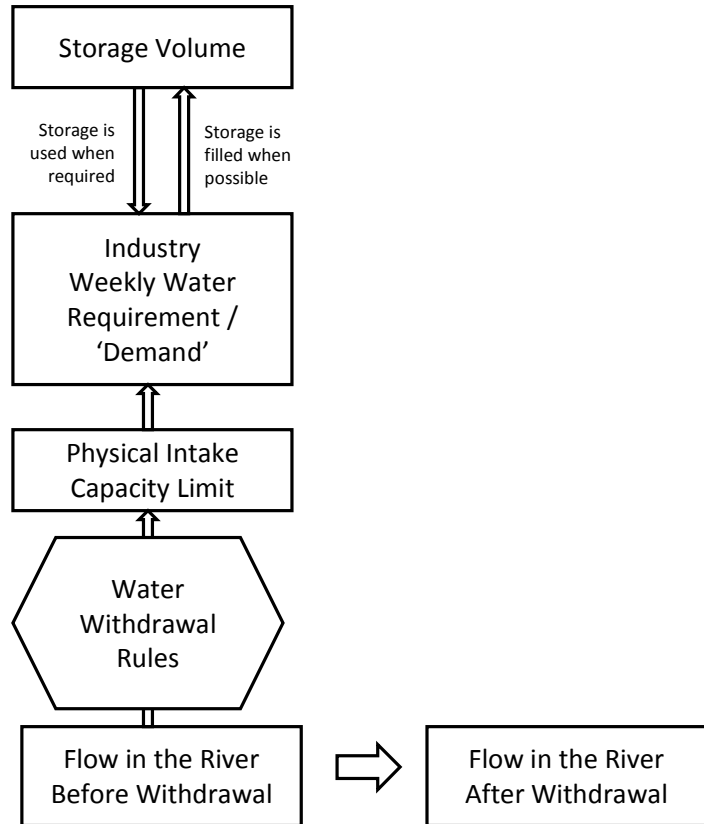 Storage Volume
Storage is
used when
required
Storage is
filled when
possible
Industry
Weekly Water
Requirement /
‘Demand’
Physical Intake
Capacity Limit
Water
Withdrawal
Rules
Flow in the River
Before Withdrawal
Flow in the River
After Withdrawal